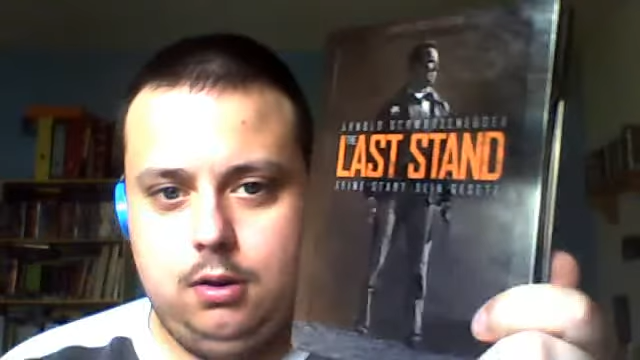 ARNOLD SCHWARZENEGGER
THE
LAST STAND
SEINE STADT. SEIN GESETZ.